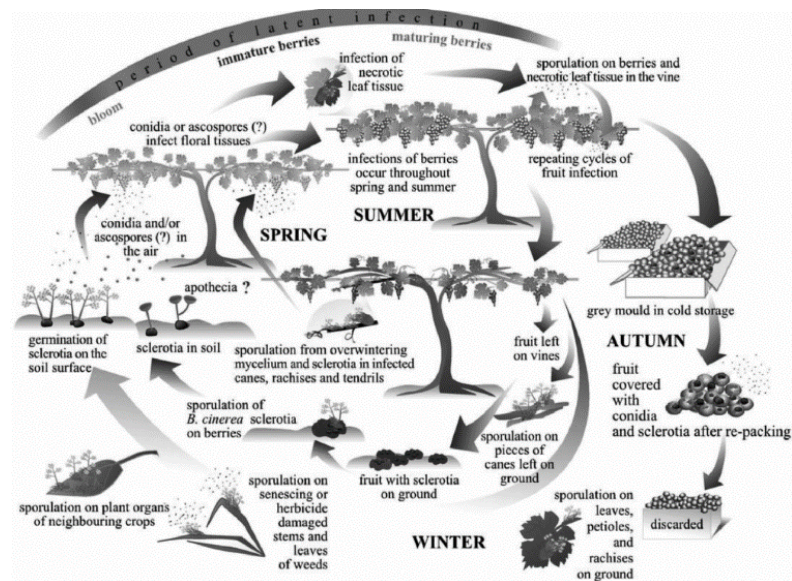 period of latent infection
bloom
immature berries
maturing berries
infection of
necrotic
leaf tissue
sporulation on berries and
necrotic leaf tissue in the vine
conidia or ascospores (?)
infect floral tissues
infections of berries
occur throughout
spring and summer
repeating cycles of
fruit infection
SPRING
SUMMER
conidia and/or
ascospores (?) in
the air
apothecia ?
grey mould in cold storage
AUTUMN
germination of
sclerotia on the
soil surface
sclerotia in soil
sporulation from overwintering
mycelium and sclerotia in infected
canes, rachises and tendrils
fruit left
on vines
fruit
covered
with
conidia
and sclerotia after re-packing
sporulation of
B. cinerea sclerotia
on berries
sporulation on
pieces of
canes left on
ground
fruit with sclerotia
on ground
sporulation on plant organs
of neighbouring crops
sporulation on
senescing or
herbicide
damaged
stems and
leaves
of weeds
WINTER
sporulation on
leaves,
petioles,
and
rachises
on ground
discarded